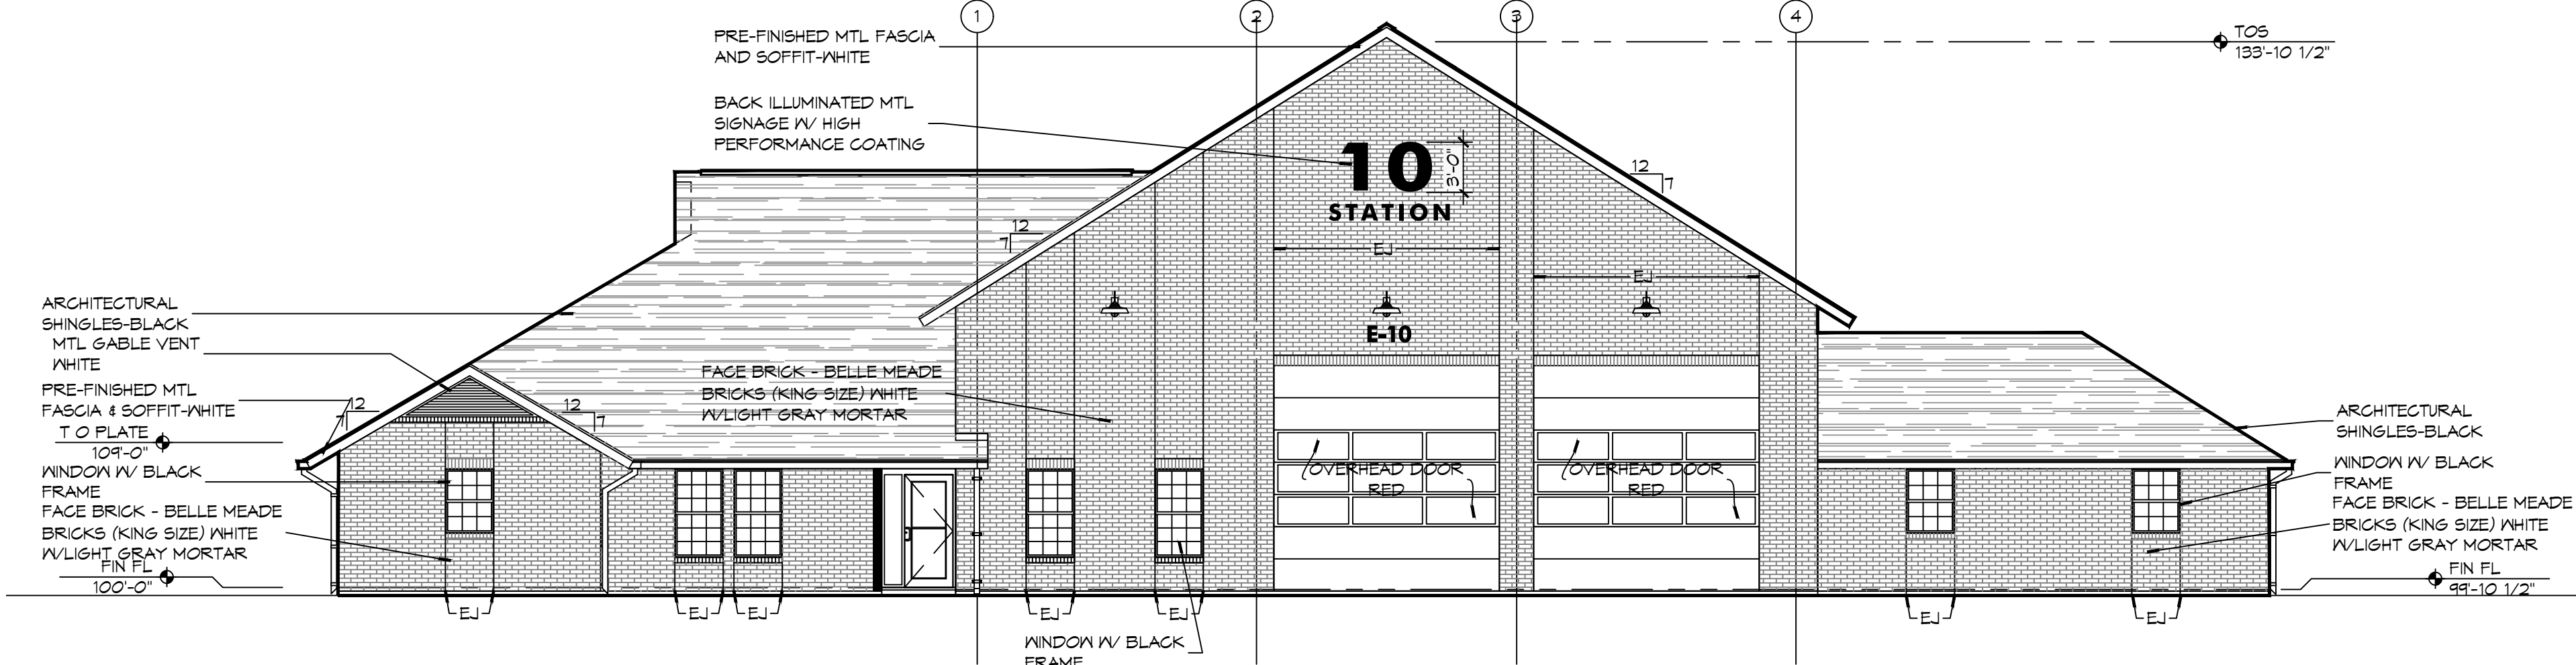 1
2
3
4
PRE-FINISHED MTL FASCIA
AND SOFFIT-WHITE
TOS
133'-10 1/2"
BACK ILLUMINATED MTL
SIGNAGE W/ HIGH
PERFORMANCE COATING
10
3'-0"
STATION
12
7
12
7
EJ
EJ
E-10
ARCHITECTURAL
SHINGLES-BLACK
MTL GABLE VENT
WHITE
PRE-FINISHED MTL
FASCIA & SOFFIT-WHITE
12
7
12
7
T O PLATE
109'-0"
WINDOW W/ BLACK
FRAME
FACE BRICK - BELLE MEADE
BRICKS (KING SIZE) WHITE
W/LIGHT GRAY MORTAR
FIN FL
100'-0"
FACE BRICK - BELLE MEADE
BRICKS (KING SIZE) WHITE
W/LIGHT GRAY MORTAR
OVERHEAD DOOR
RED
OVERHEAD DOOR
RED
ARCHITECTURAL
SHINGLES-BLACK
WINDOW W/ BLACK
FRAME
FACE BRICK - BELLE MEADE
BRICKS (KING SIZE) WHITE
W/LIGHT GRAY MORTAR
FIN FL
99'-10 1/2"
EJ
EJ
EJ
EJ
EJ
EJ
EJ
WINDOW W/ BLACK
FRAME